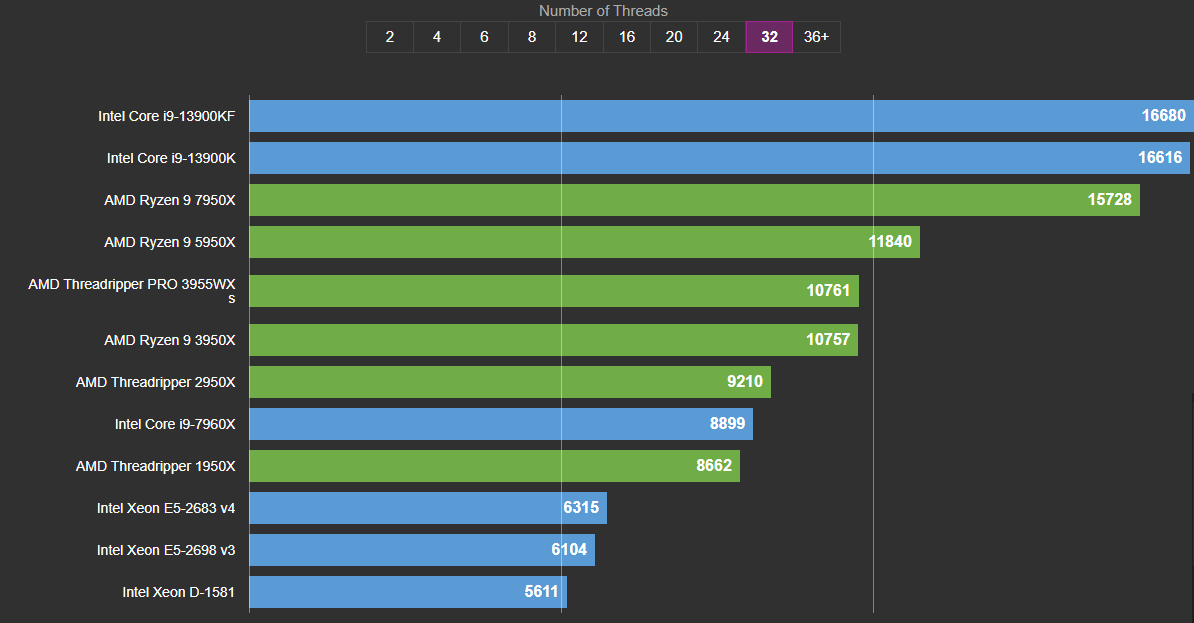 Number of Threads
2 4 6 8 12 16 20 24 32 36+
Intel Core i9-13900KF 16680
Intel Core i9-13900K 16616
AMD Ryzen 9 7950X 15728
AMD Ryzen 9 5950X 11840
AMD Threadripper PRO 3955WX
s 10761
AMD Ryzen 9 3950X 10757
AMD Threadripper 2950X 9210
Intel Core i9-7960X 8899
AMD Threadripper 1950X 8662
Intel Xeon E5-2683 v4 6315
Intel Xeon E5-2698 v3 6104
Intel Xeon D-1581 5611